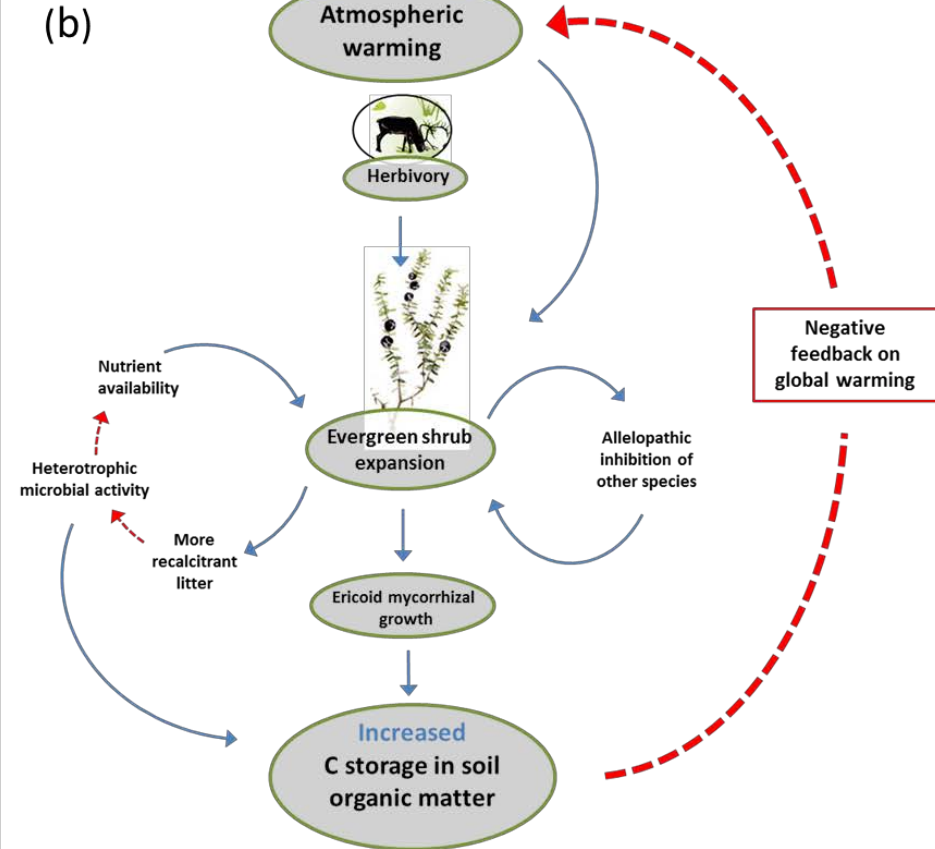 (b)
Atmospheric
warming
Herbivory
Negative
feedback on
global warming
Nutrient
availability
Evergreen shrub
expansion
Allelopathic
inhibition of
other species
Heterotrophic
microbial activity
More
recalcitrant
litter
Ericoid mycorrhizal
growth
Increased
C storage in soil
organic matter